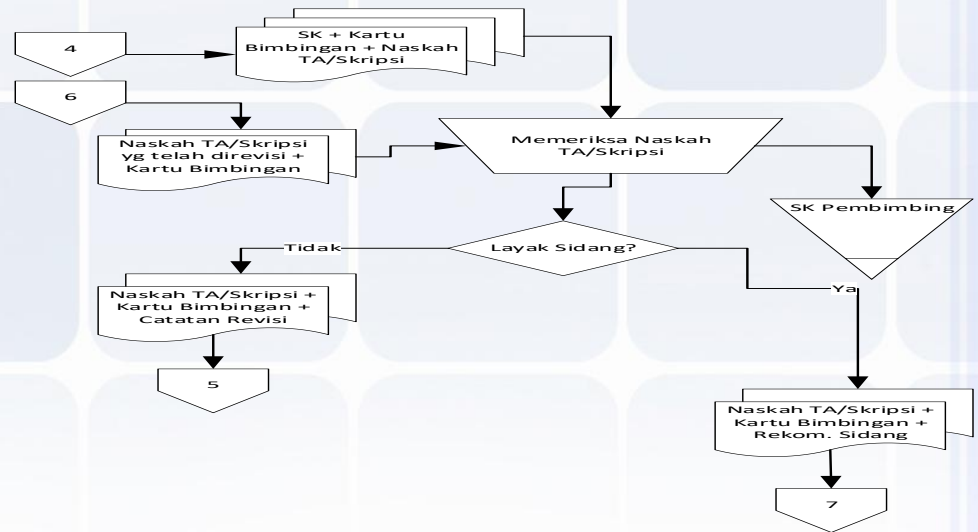 4
SK + Kartu
Bimbingan + Naskah
TA/Skripsi
6
Naskah TA/Skripsi
yg telah direvisi +
Kartu Bimbingan
Memeriksa Naskah
TA/Skripsi
SK Pembimbing
Layak Sidang?
Tidak
Ya
Naskah TA/Skripsi +
Kartu Bimbingan +
Catatan Revisi
5
Naskah TA/Skripsi +
Kartu Bimbingan +
Rekom. Sidang
7